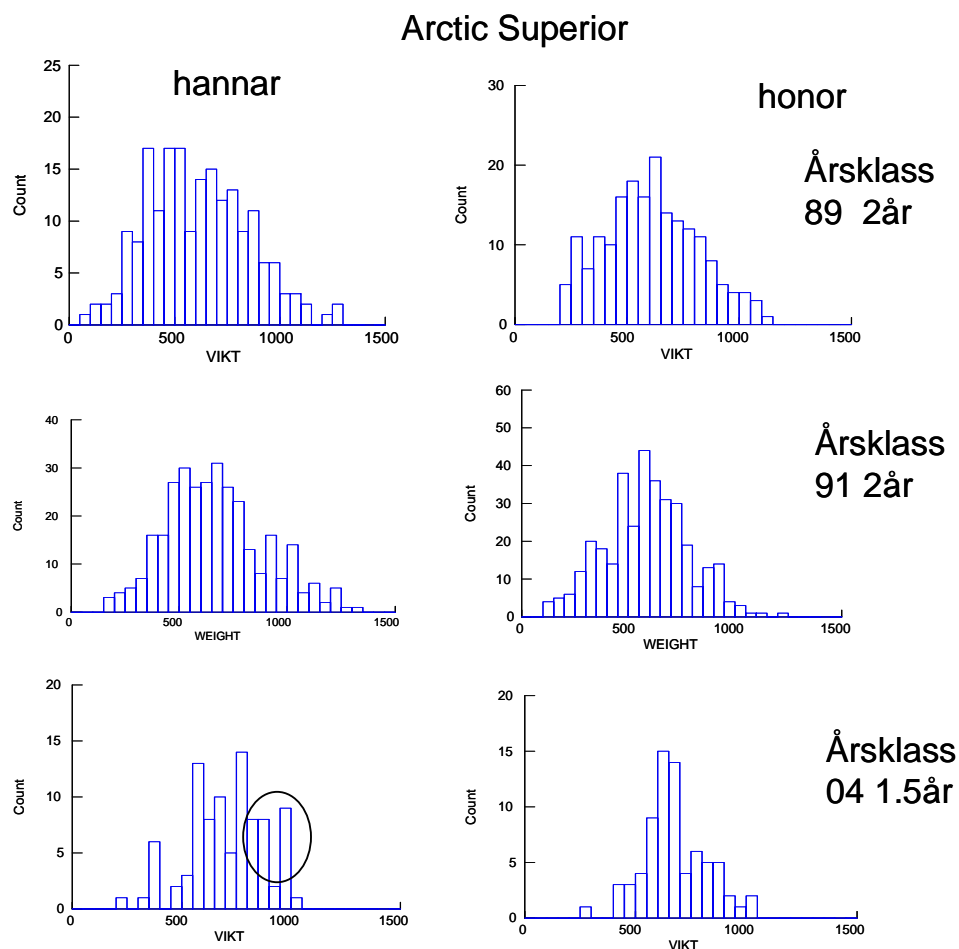 Arctic Superior
hannar
25
20
15
10
5
0
Count
0 500 1000 1500
VIKT
honor
30
20
10
0
Count
0 500 1000 1500
VIKT
Årsklass
89 2år
40
30
20
10
0
Count
0 500 1000 1500
WEIGHT
60
50
40
30
20
10
0
Count
0 500 1000 1500
WEIGHT
Årsklass
91 2år
20
15
10
5
0
Count
0 500 1000 1500
VIKT
20
15
10
5
0
Count
0 500 1000 1500
VIKT
Årsklass
04 1.5år